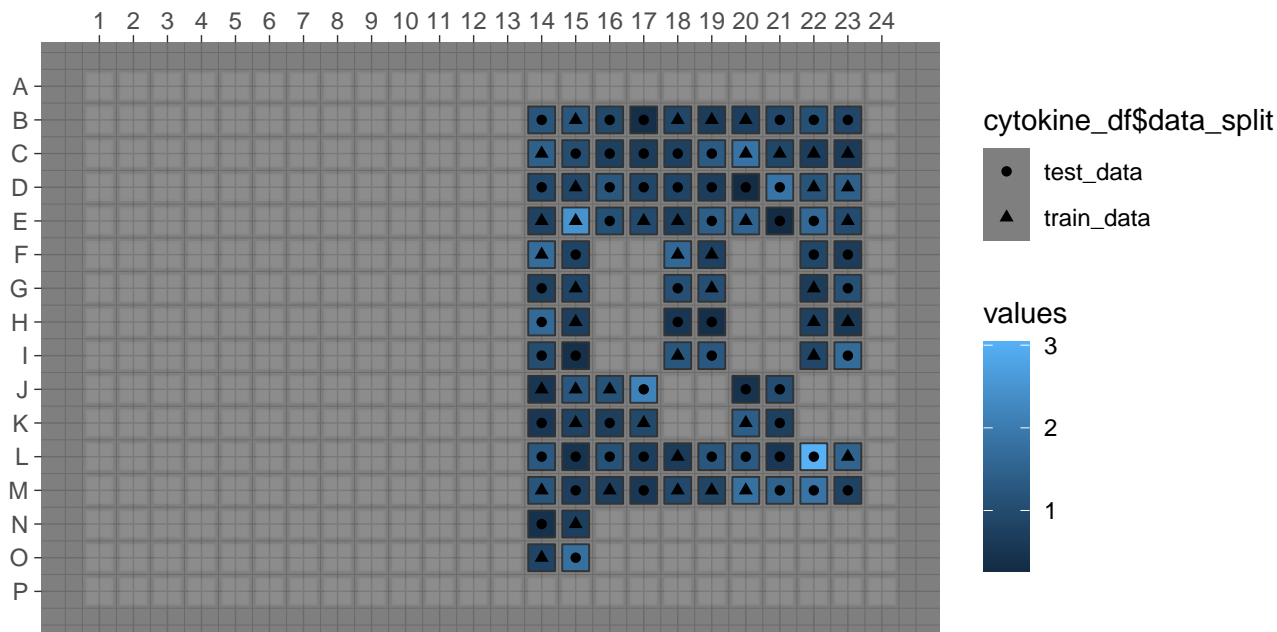 1 2 3 4 5 6 7 8 9 10 11 12 13 14 15 16 17 18 19 20 21 22 23 24
A
B
C
D
E
F
G
H
I
J
K
L
M
N
O
P
cytokine_df$data_split
test_data
train_data
values
3
2
1